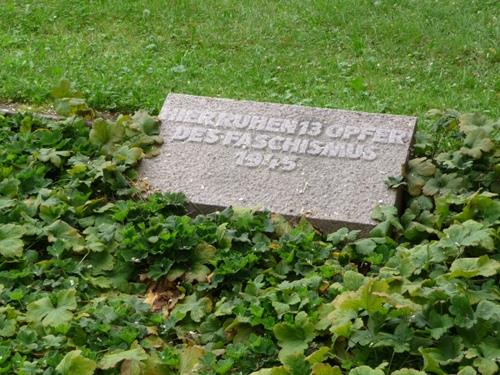 HIER RUHEN 13 OPFER
DES FASCHISMUS
1945